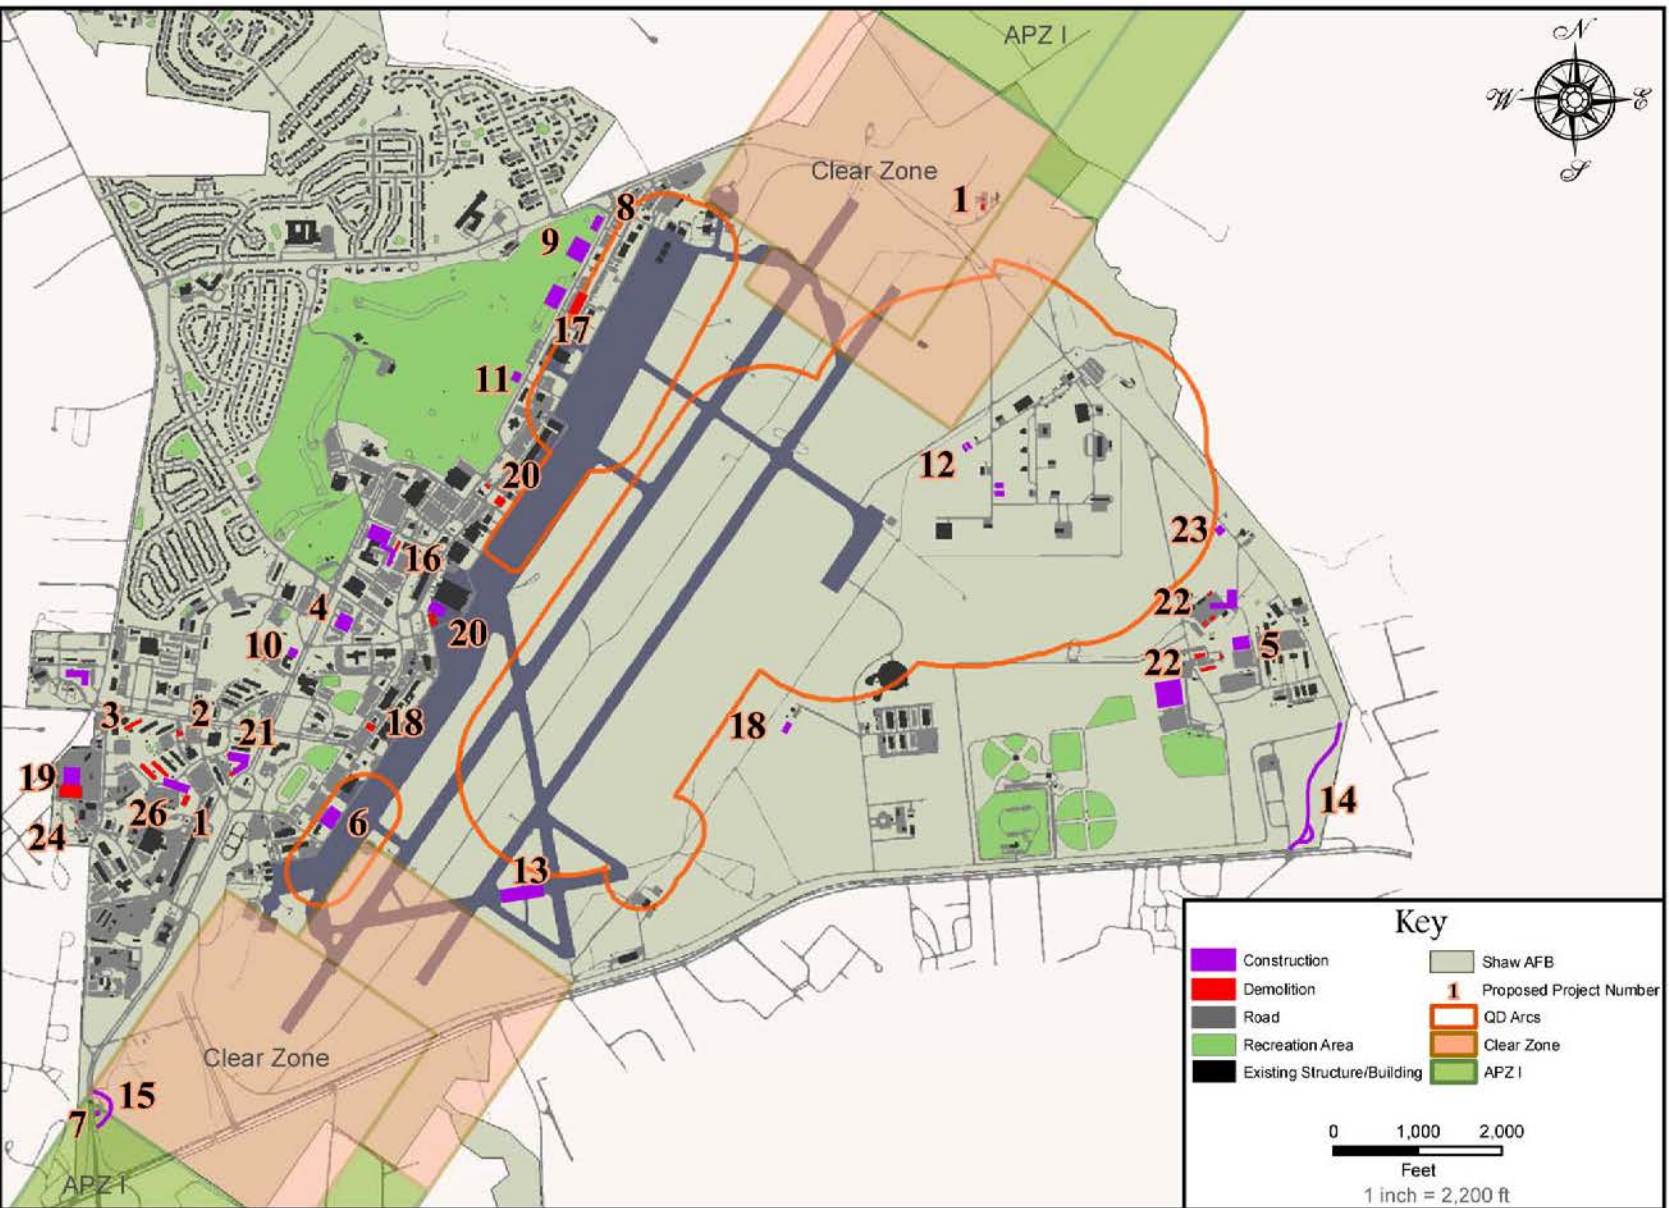 APZ I
N
W
E
S
Clear Zone
1
8
9
17
11
20
12
16
23
4
22
20
10
5
22
3
2
21
18
18
19
14
26
1
6
24
13
Clear Zone
15
7
APZ I
Key
Construction
Shaw AFB
Demolition
1 Proposed Project Number
Road
QD Arcs
Recreation Area
Clear Zone
Existing Structure/Building
APZ I
0 1,000 2,000
Feet
1 inch = 2,200 ft